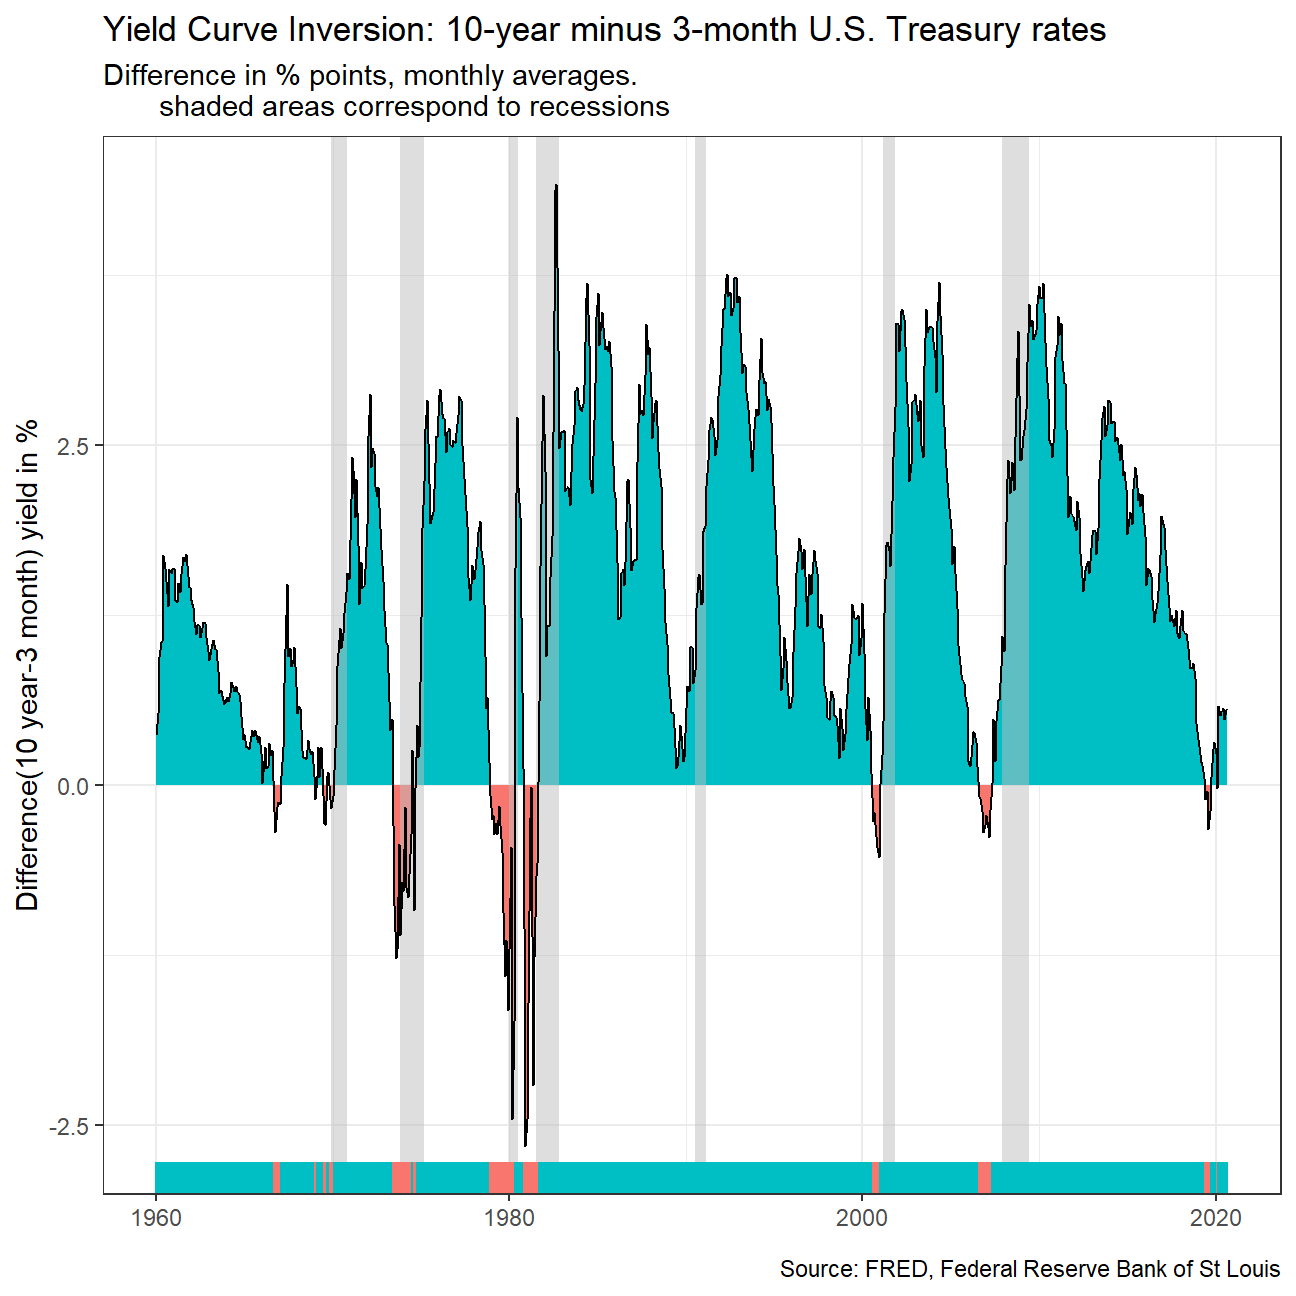 Yield Curve Inversion: 10-year minus 3-month U.S. Treasury rates
Difference in % points, monthly averages.
shaded areas correspond to recessions
Difference(10 year-3 month) yield in %
2.5
0.0
-2.5
1960
1980
2000
2020
Source: FRED, Federal Reserve Bank of St Louis